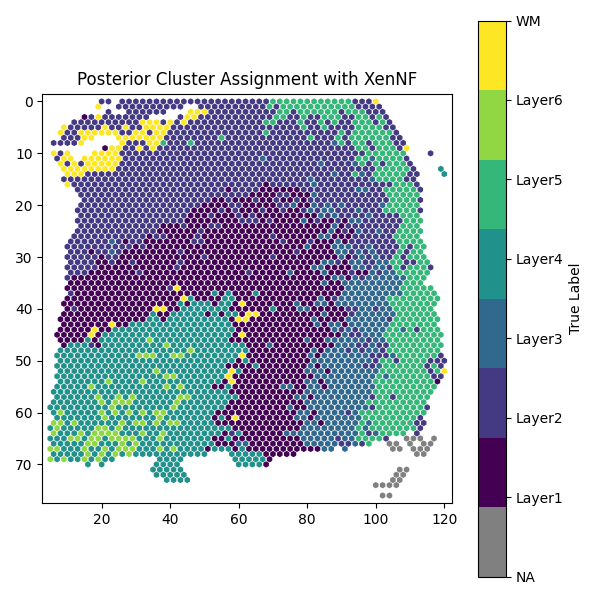 Posterior Cluster Assignment with XenNF
0
10
20
30
40
50
60
70
20
40
60
80
100
120
WM
Layer6
Layer5
Layer4
Layer3
Layer2
Layer1
NA
True Label